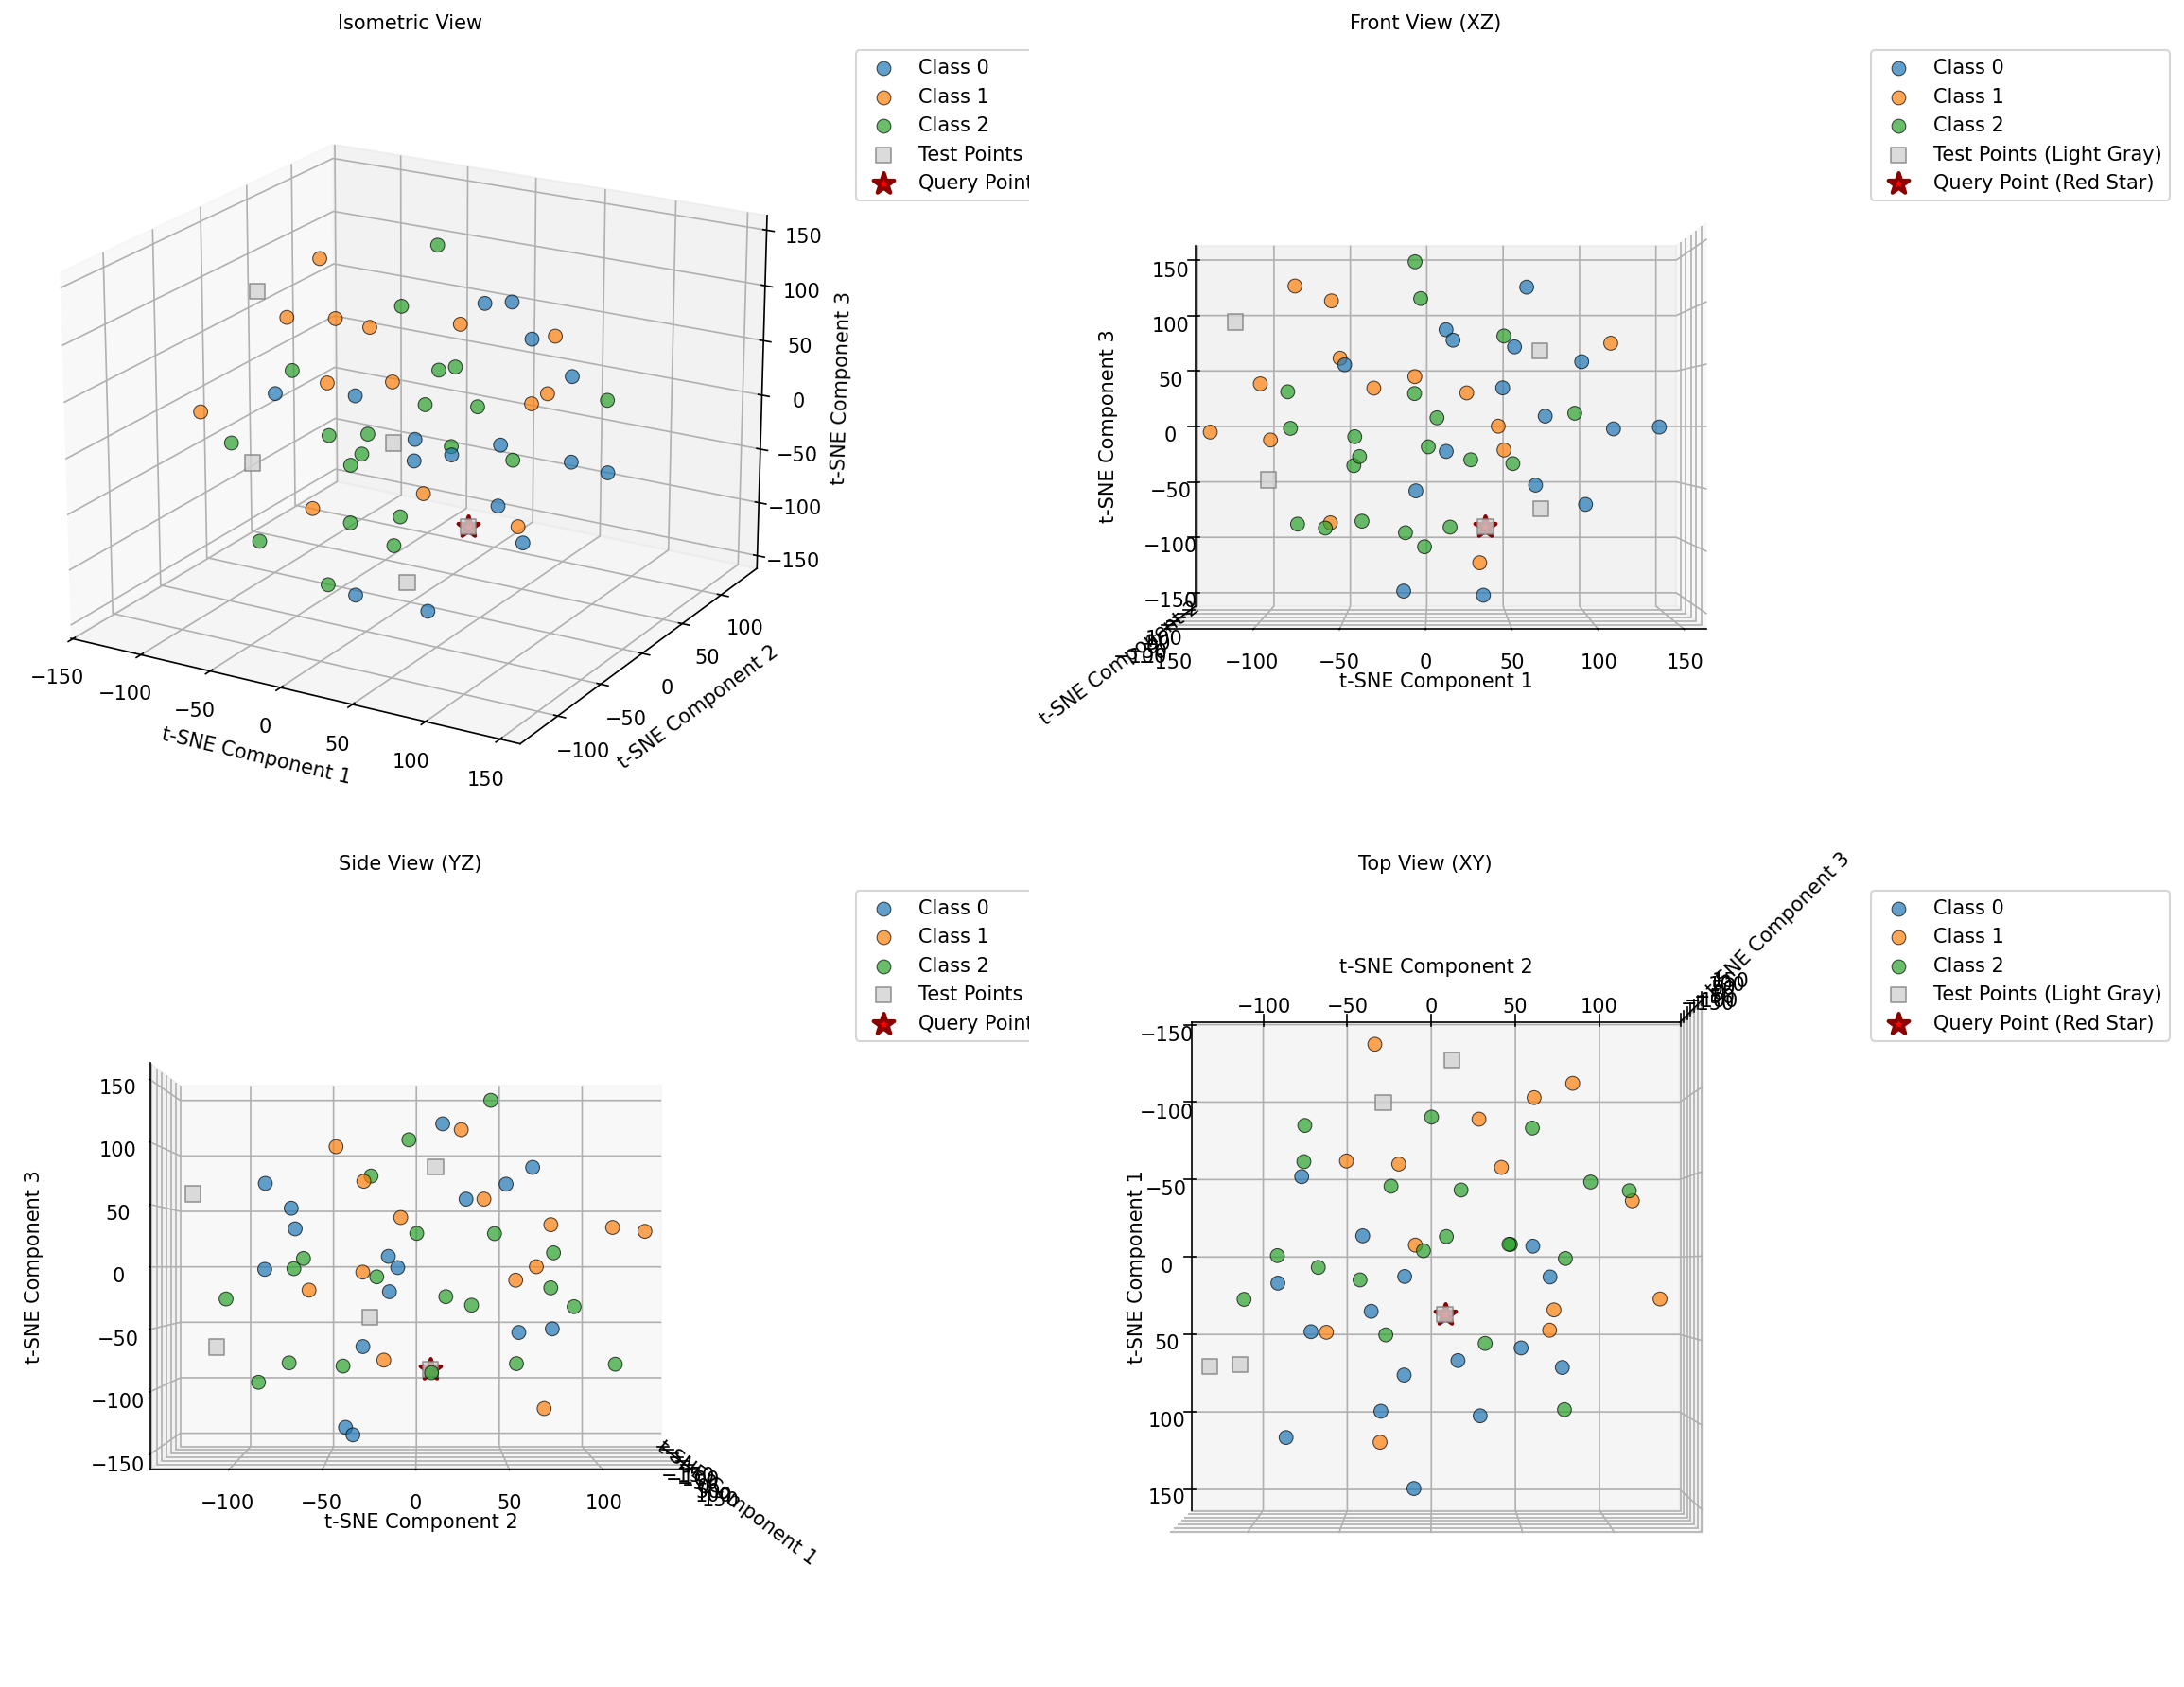 Isometric View
Class 0
Class 1
Class 2
Test Points
Query Point
150
100
50
0
−50
−100
−150
t-SNE Component 3
−150
−100
−50
0
50
100
150
t-SNE Component 1
−100
−50
0
50
100
t-SNE Component 2
Front View (XZ)
Class 0
Class 1
Class 2
Test Points (Light Gray)
Query Point (Red Star)
150
100
50
0
−50
−100
−150
t-SNE Component 3
t-SNE Component 2
−150
−100
−50
0
50
100
150
t-SNE Component 1
Side View (YZ)
Class 0
Class 1
Class 2
Test Points
Query Point
150
100
50
0
−50
−100
−150
t-SNE Component 3
−100
−50
0
50
100
t-SNE Component 2
t-SNE Component 1
Top View (XY)
Class 0
Class 1
Class 2
Test Points (Light Gray)
Query Point (Red Star)
t-SNE Component 3
t-SNE Component 2
−100
−50
0
50
100
−150
−100
−50
0
50
100
150
t-SNE Component 1